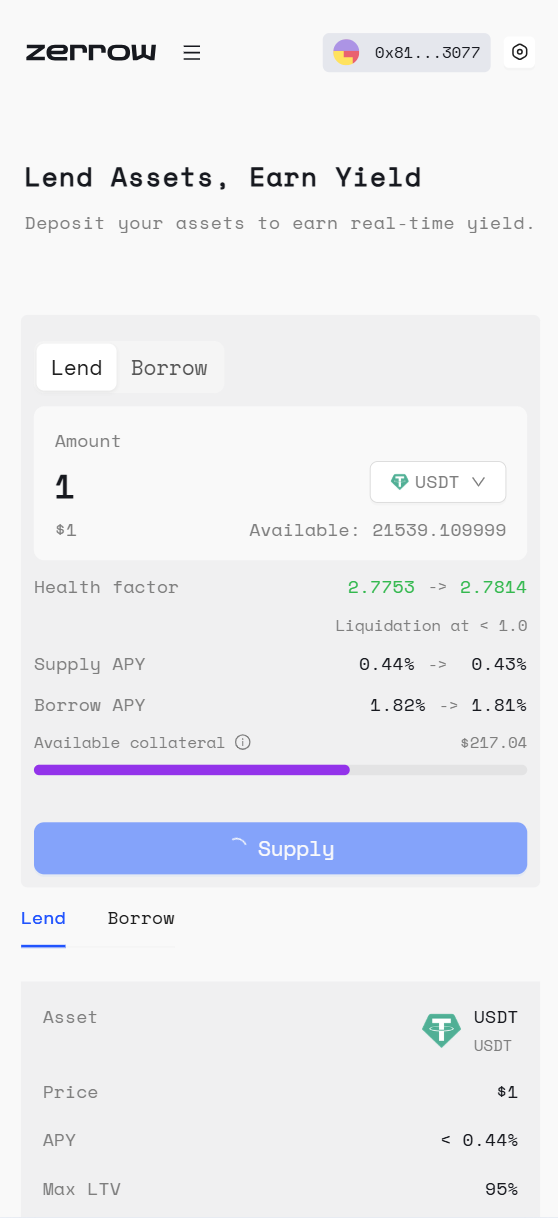 zerrow
0x81...3077
Lend Assets, Earn Yield
Deposit your assets to earn real-time yield.
Lend Borrow
Amount
1
USDT
$1
Available: 21539.109999
Health factor 2.7753 -> 2.7814
Liquidation at < 1.0
Supply APY 0.44% -> 0.43%
Borrow APY 1.82% -> 1.81%
Available collateral $217.04
Supply
Lend Borrow
Asset USDT
USDT
Price $1
APY < 0.44%
Max LTV 95%